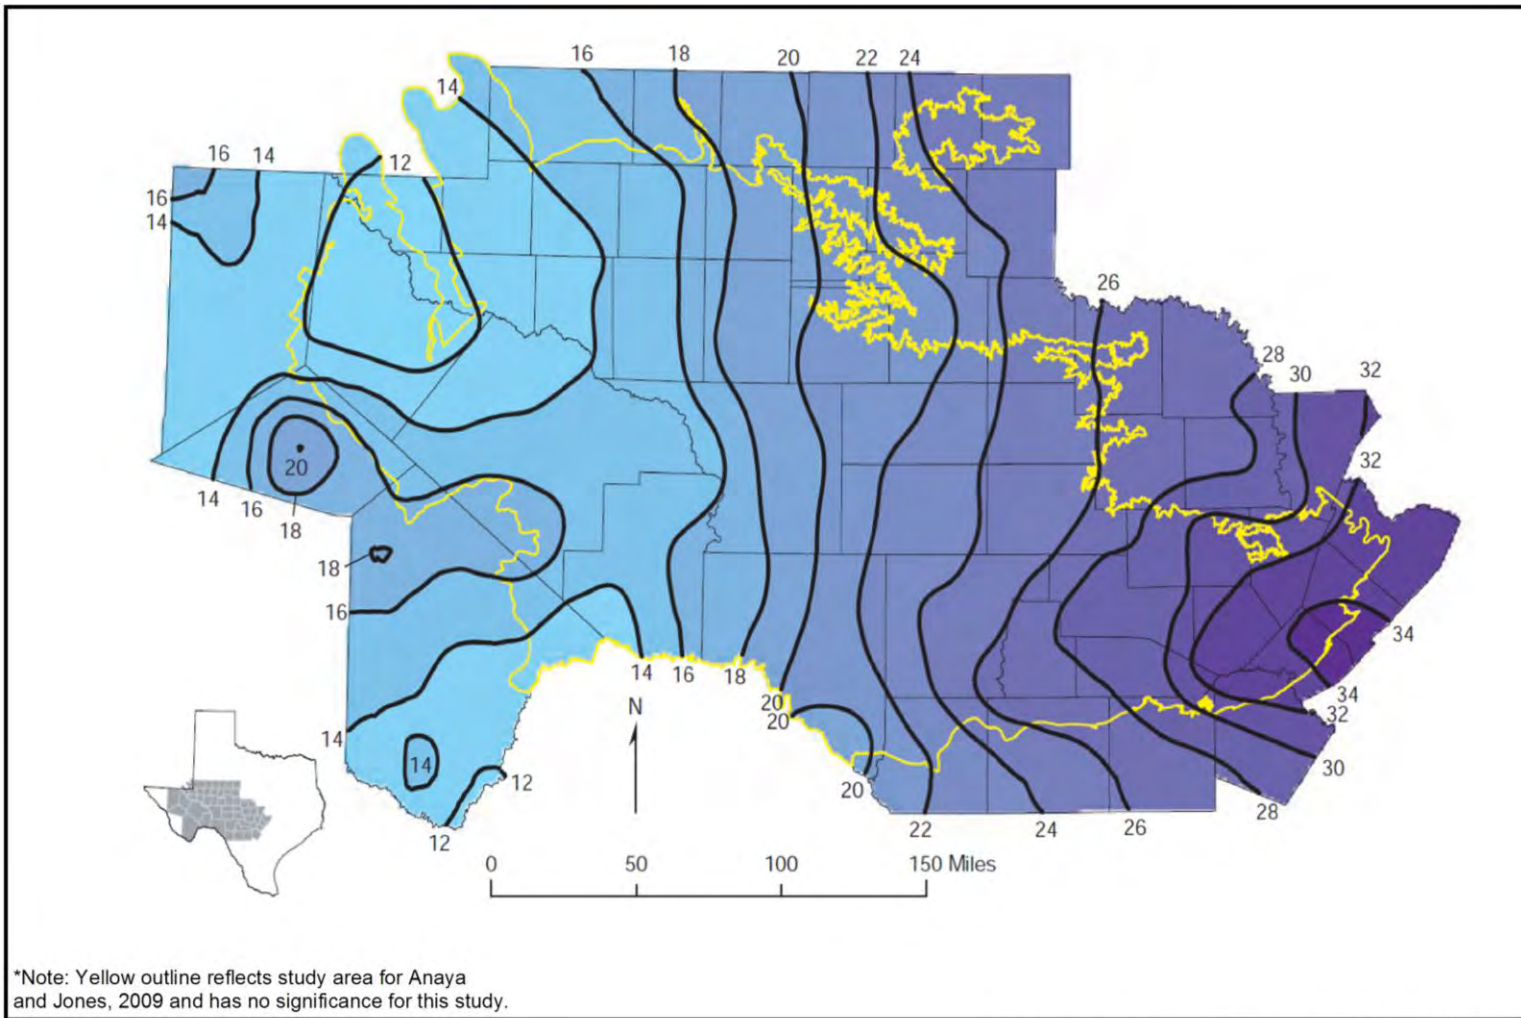 16 18 20 22 24
14
16 14 12
16
14
26
28 30 32
32
20
14 16
18
18
16
34
14 16 18 34
20 32
N 20
14
30
14
12 20
28
12 22 24 26
0 50 100 150 Miles
*Note: Yellow outline reflects study area for Anaya
and Jones, 2009 and has no significance for this study.